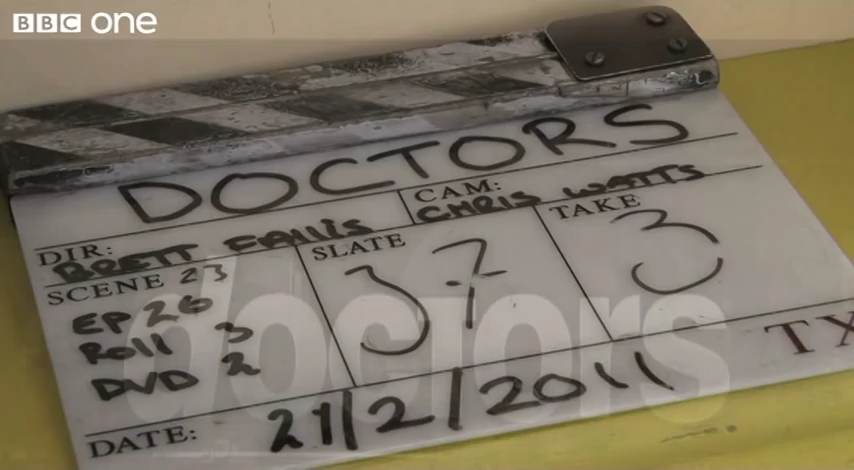 BBC one
DOCTORS
DIR: BRETT FALLIS
CAM: CHRIS WATTS
SCENE 23
EP 26
Roll 3
DVD 2
SLATE 37
TAKE 3
doctors
DATE: 21/2/2011
TX